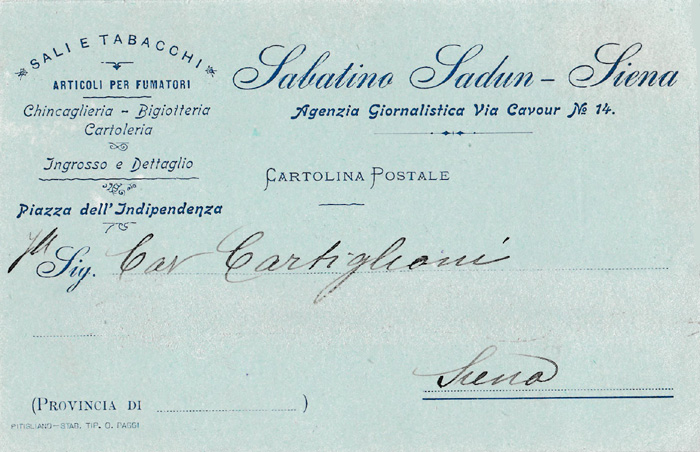 SALI E TABACCHI
ARTICOLI PER FUMATORI
Chincaglieria - Bigiotteria
Cartoleria
Ingrosso e Dettaglio
Piazza dell'Indipendenza
Sabatino Sadun - Siena
Agenzia Giornalistica Via Cavour № 14.
CARTOLINA POSTALE
Ill Sig. Cav Cartiglioni
Siena
(PROVINCIA DI )
PITIGLIANO-STAB. TIP. O. PAGGI